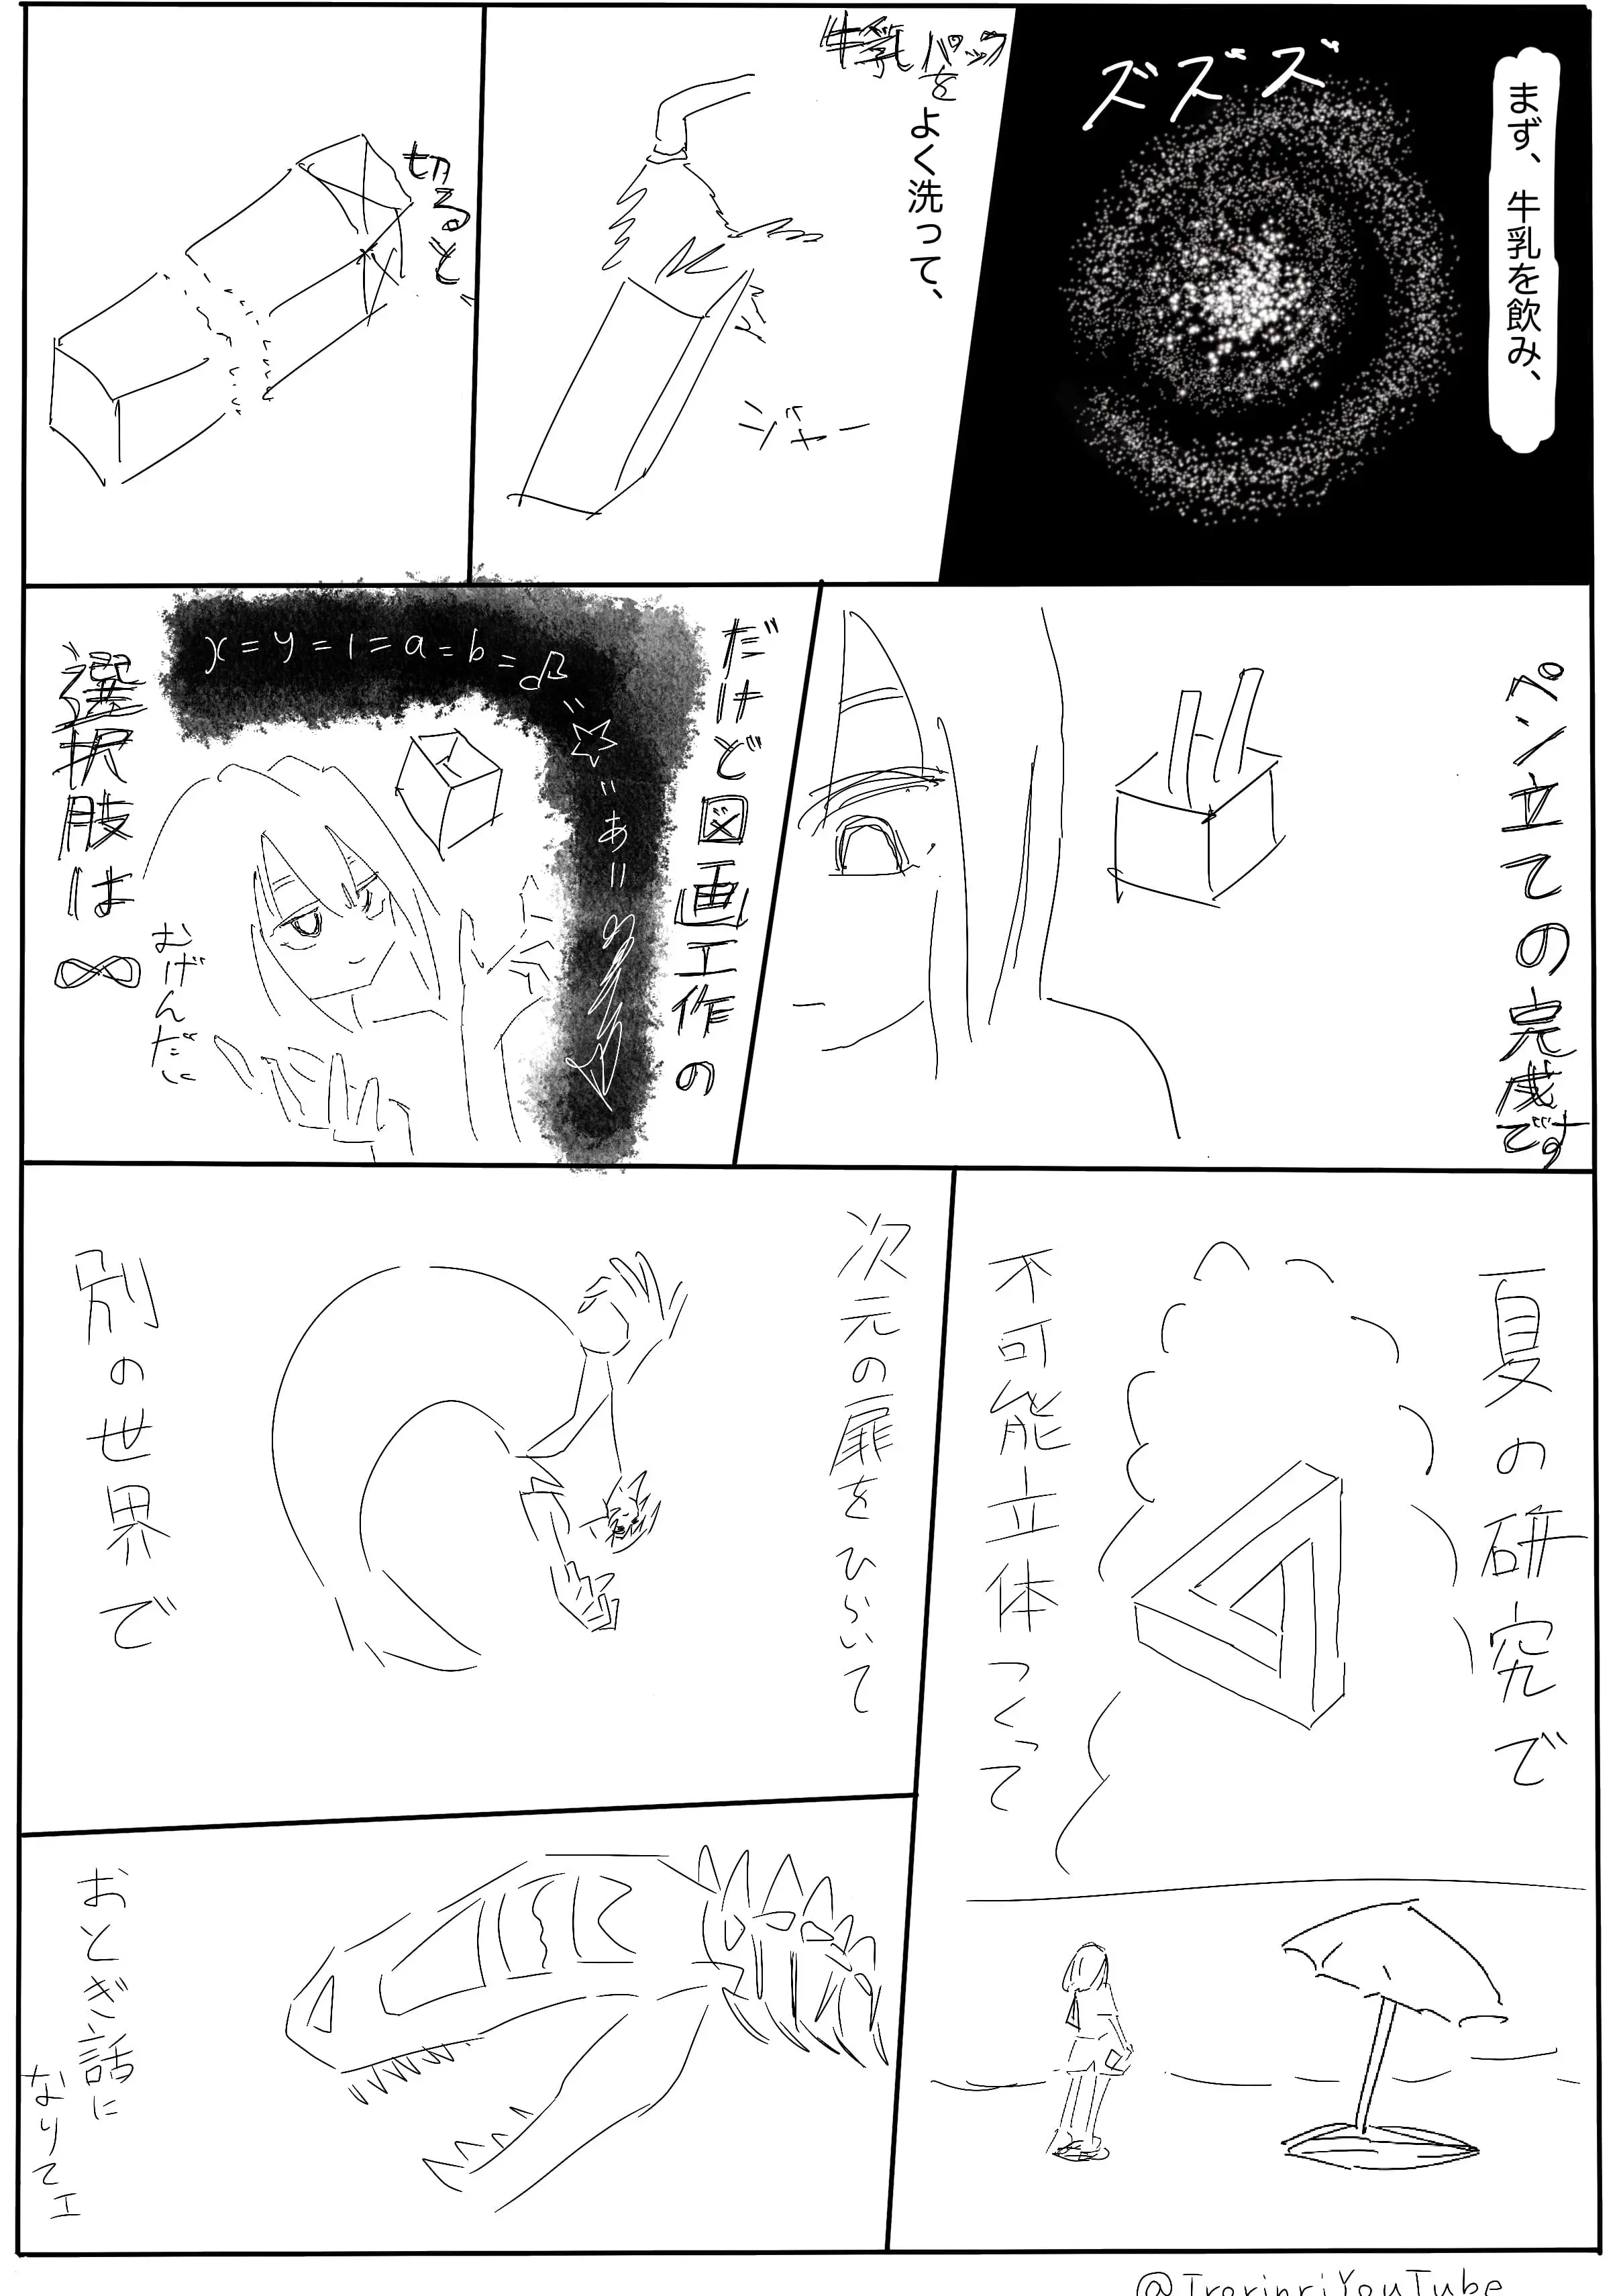 まず、牛乳を飲み、
ズズズ
牛乳パックを
よく洗って、
ジャー
切ると、
ペン立ての完成です
だけど図画工作の
x=y=1=a=b=♫=☆=あ=
選択肢は∞
おげんだい
夏の研究で
不可能立体つくって
次元の扉をひらいて
別の世界で
おとぎ話に
なりてェ